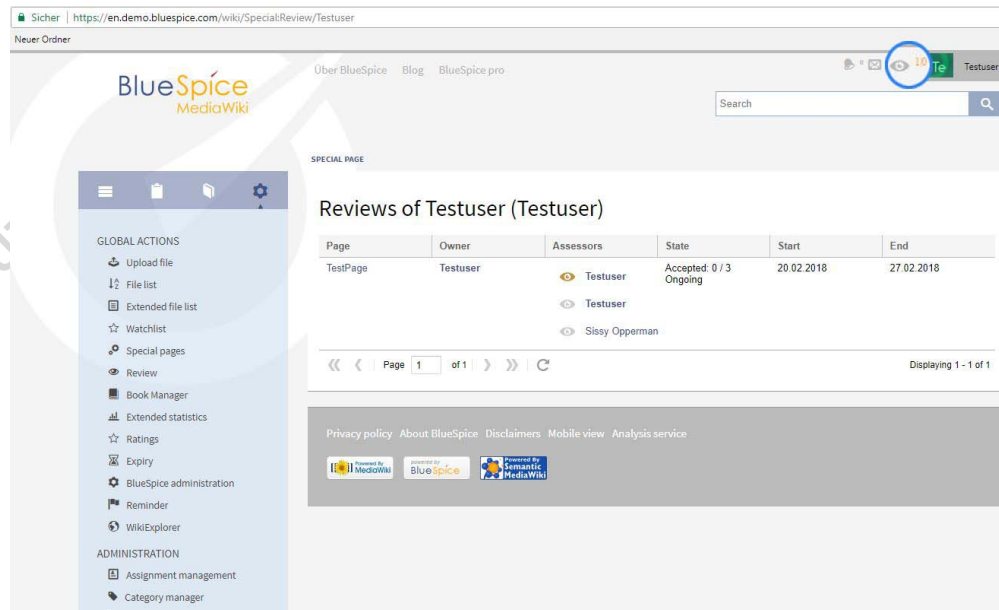 Sicher | https://en.demo.bluespice.com/wiki/Special:Review/Testuser
Neuer Ordner
BlueSpice
MediaWiki
Über BlueSpice Blog BlueSpice pro
Te Testuser
Search
SPECIAL PAGE
Reviews of Testuser (Testuser)
Page Owner Assessors State Start End
TestPage Testuser Testuser Accepted: 0 / 3 20.02.2018 27.02.2018
Ongoing
Testuser
Sissy Opperman
Page 1 of 1 Displaying 1 - 1 of 1
GLOBAL ACTIONS
Upload file
File list
Extended file list
Watchlist
Special pages
Review
Book Manager
Extended statistics
Ratings
Expiry
BlueSpice administration
Reminder
WikiExplorer
ADMINISTRATION
Assignment management
Category manager
Privacy policy About BlueSpice Disclaimers Mobile view Analysis service
Powered By
MediaWiki
powered by
BlueSpice
Powered By
Semantic
MediaWiki